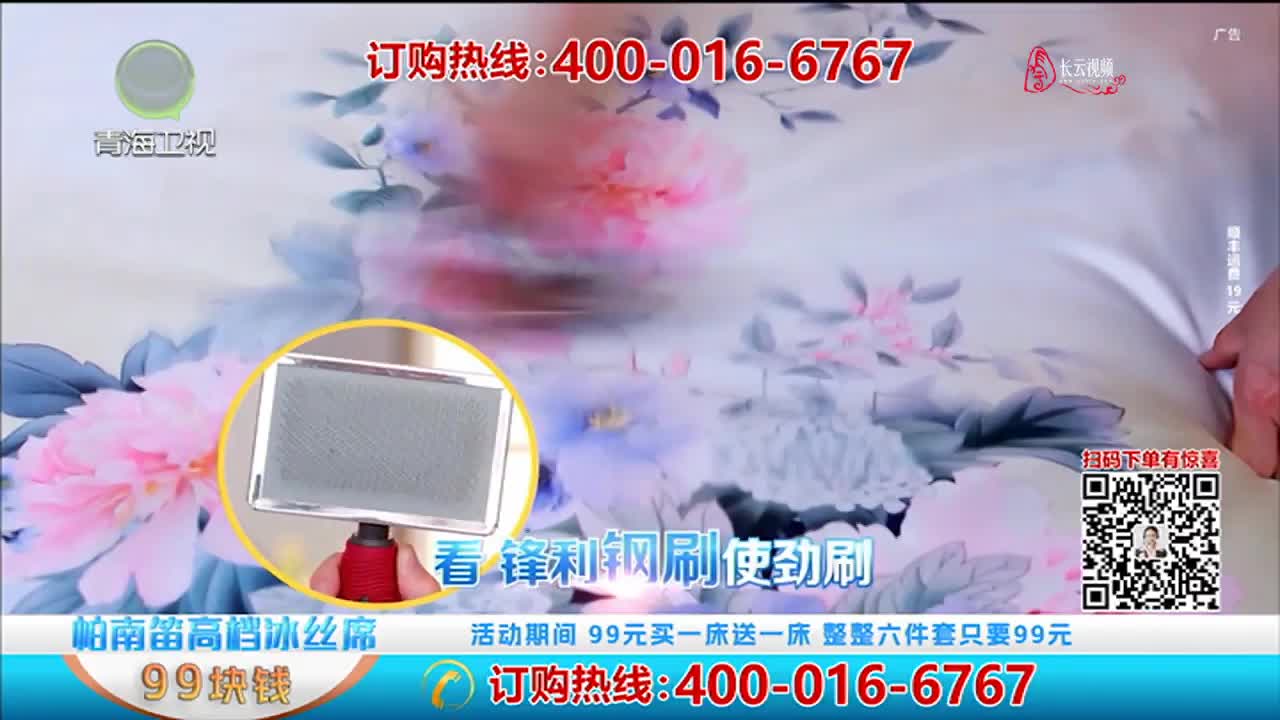 订购热线:400-016-6767
广告
长云视频
青海卫视
顺丰运费19元
扫码下单有惊喜
看 锋利钢刷使劲刷
帕南笛高档冰丝席
活动期间 99元买一床送一床 整整六件套只要99元
99块钱
订购热线:400-016-6767